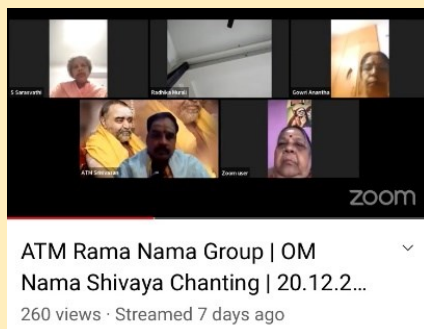 S Sarasvathi
Radhika Murali
Gowri Anantha
ATM Srinivasan
Zoom user
zoom
ATM Rama Nama Group | OM
Nama Shivaya Chanting | 20.12.2...
260 views · Streamed 7 days ago